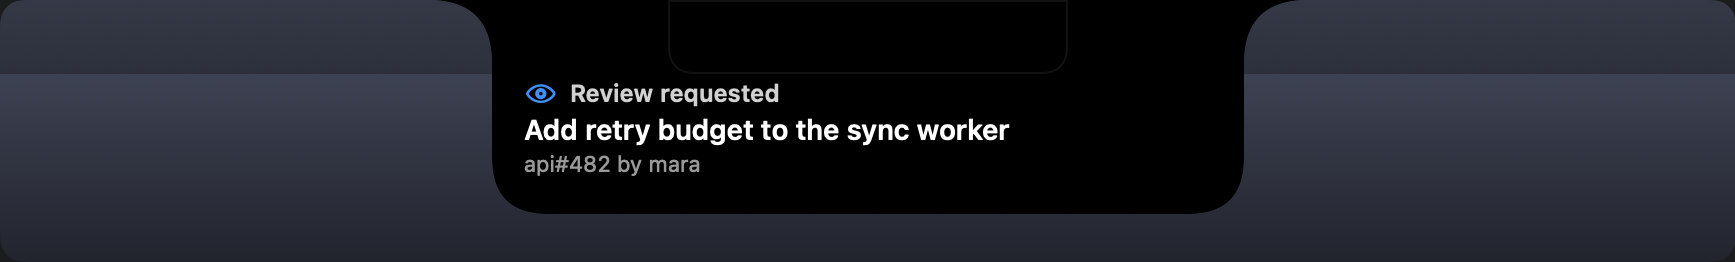 Review requested
Add retry budget to the sync worker
api#482 by mara